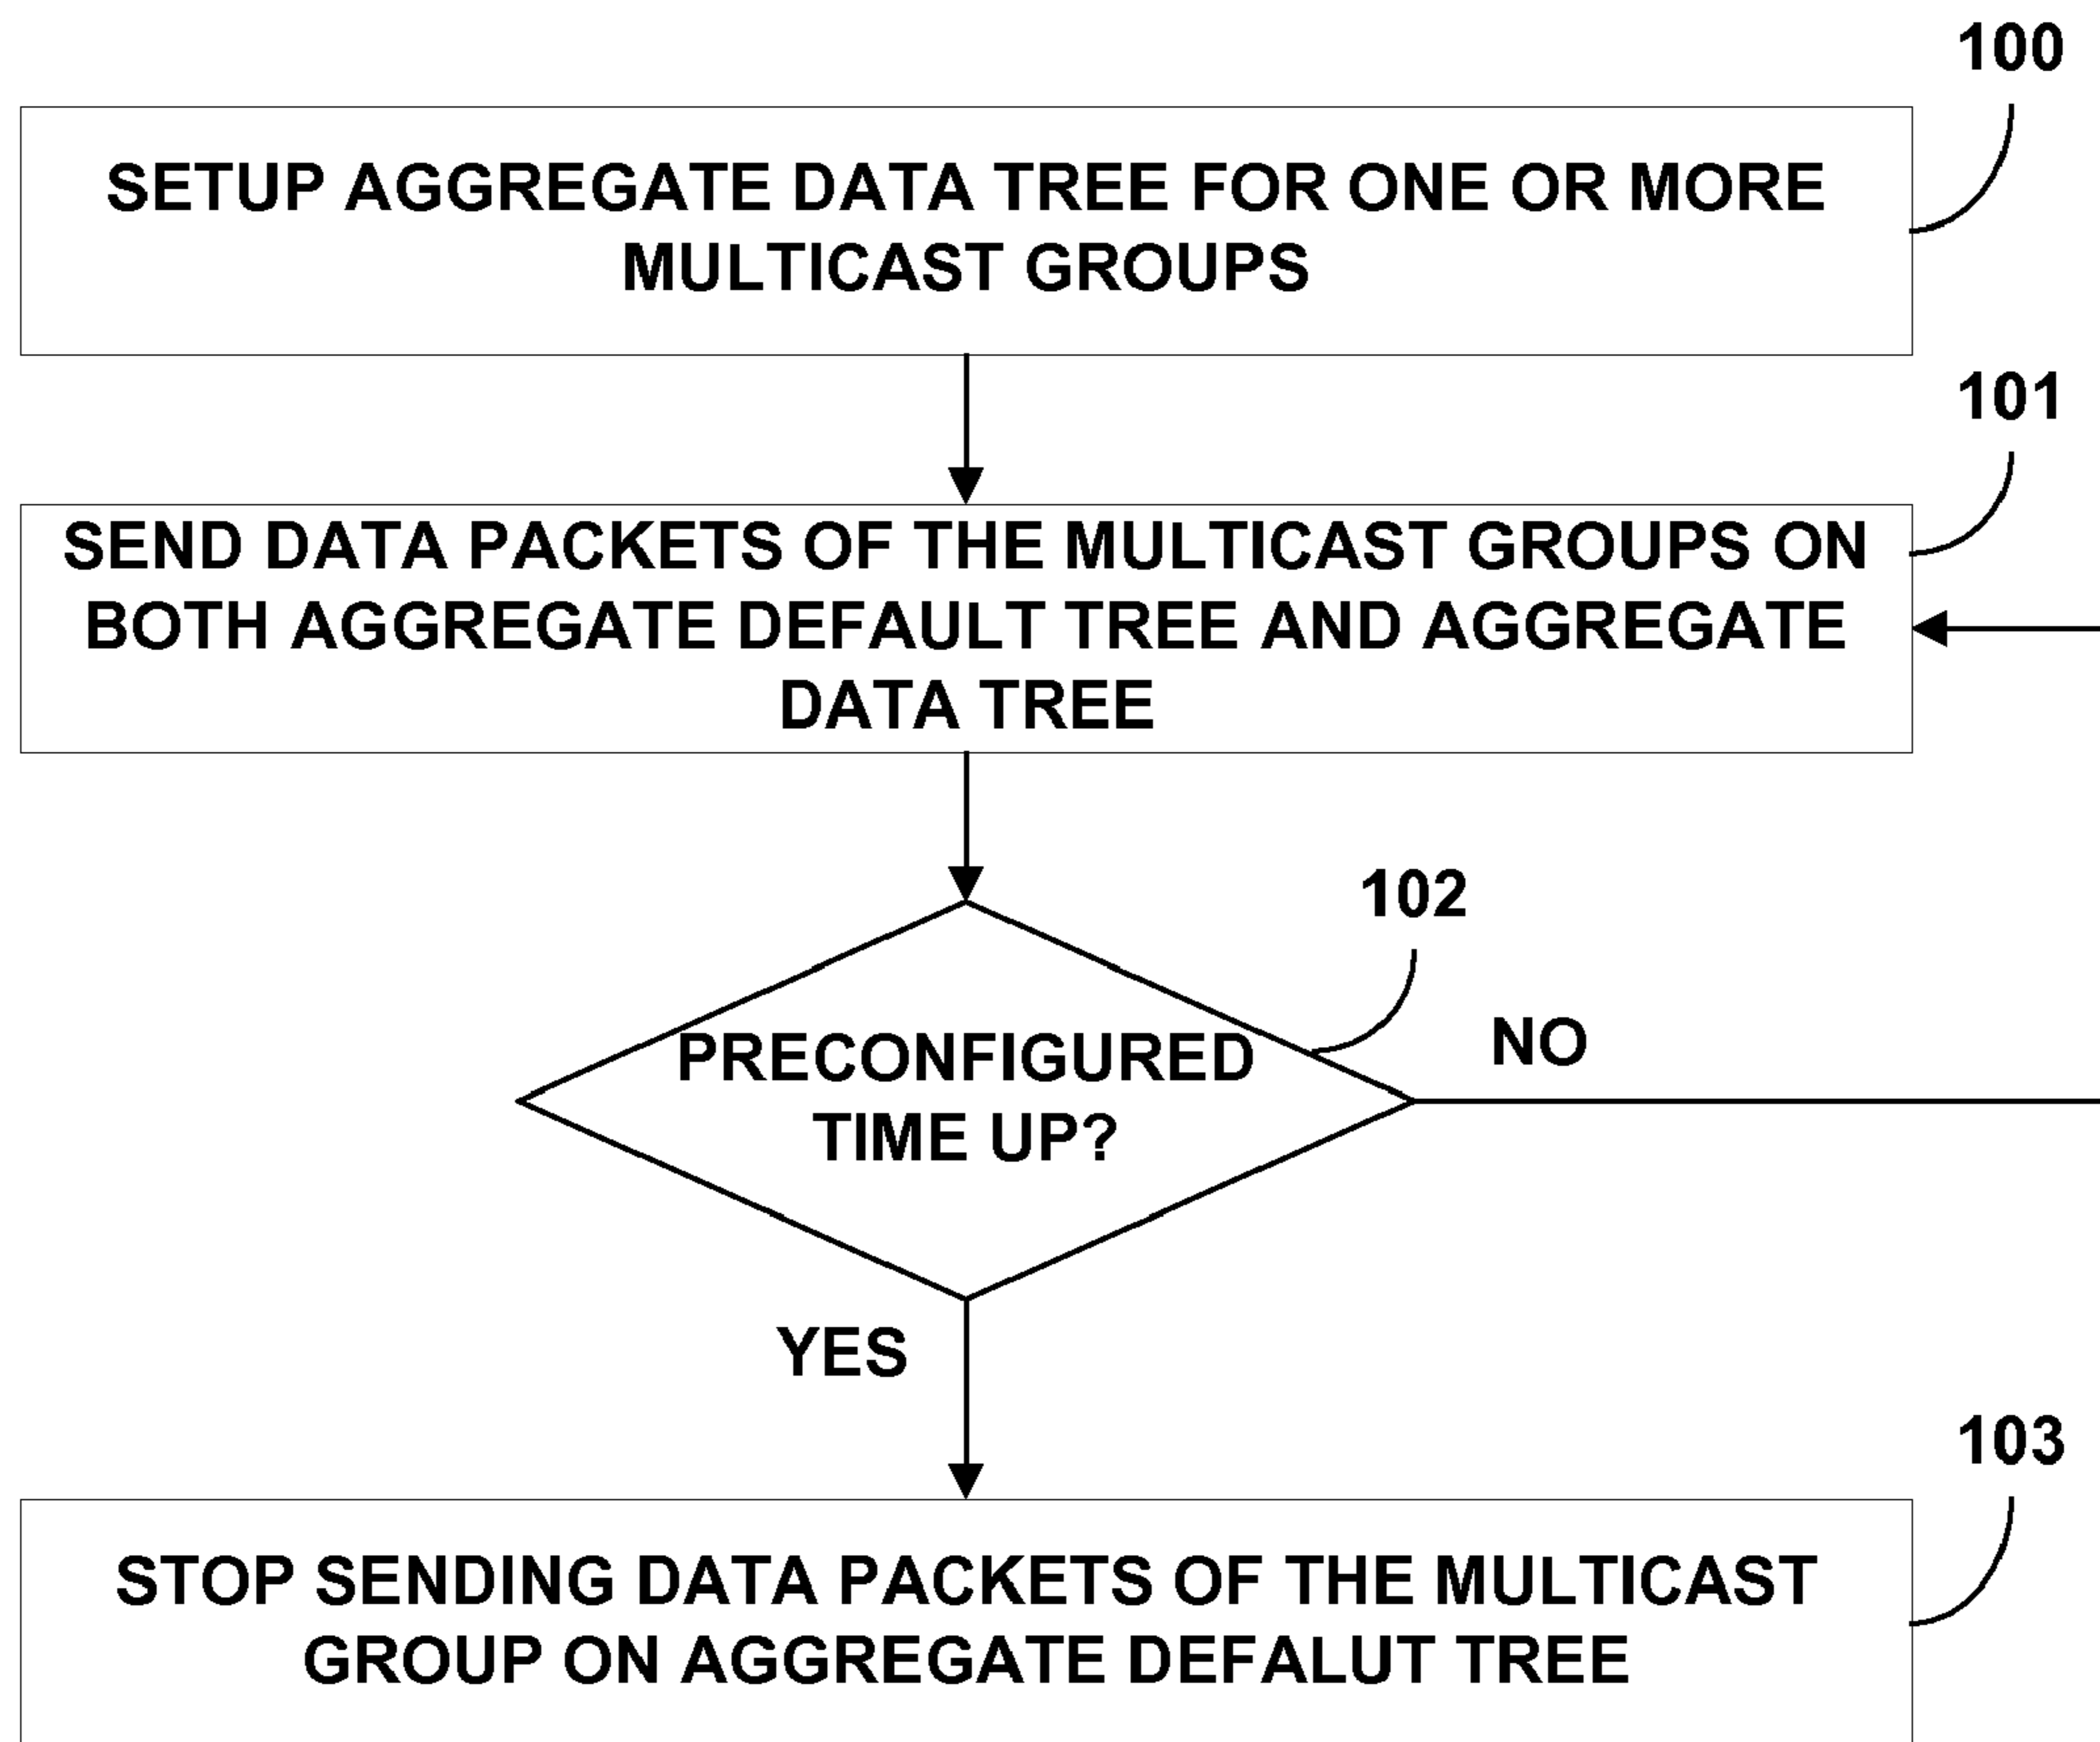 100
SETUP AGGREGATE DATA TREE FOR ONE OR MORE
MULTICAST GROUPS
101
SEND DATA PACKETS OF THE MULTICAST GROUPS ON
BOTH AGGREGATE DEFAULT TREE AND AGGREGATE
DATA TREE
102
PRECONFIGURED
TIME UP?
NO
YES
103
STOP SENDING DATA PACKETS OF THE MULTICAST
GROUP ON AGGREGATE DEFALUT TREE